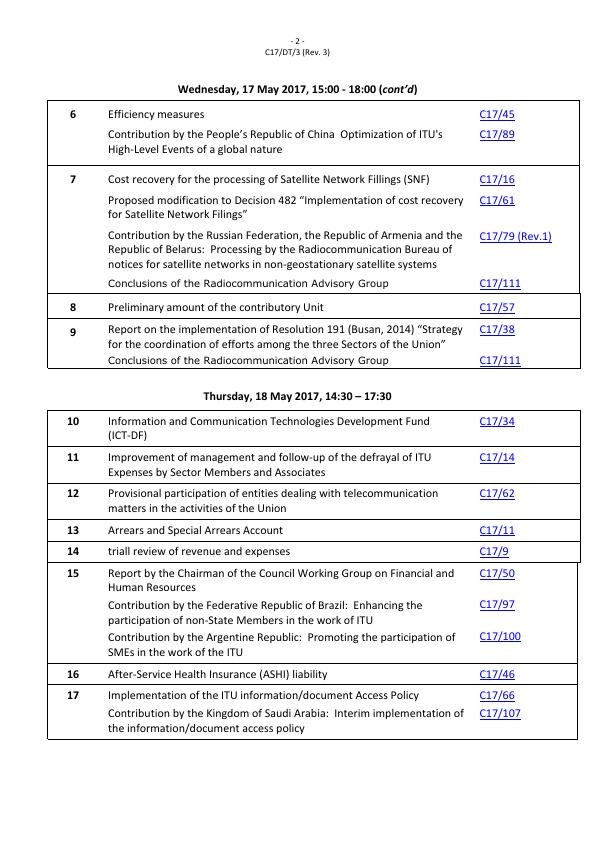 - 2 -
C17/DT/3 (Rev. 3)
Wednesday, 17 May 2017, 15:00 - 18:00 (cont’d)
6 Efficiency measures C17/45
Contribution by the People’s Republic of China  Optimization of ITU's C17/89
High-Level Events of a global nature
7 Cost recovery for the processing of Satellite Network Fillings (SNF) C17/16
Proposed modification to Decision 482 “Implementation of cost recovery C17/61
for Satellite Network Filings”
Contribution by the Russian Federation, the Republic of Armenia and the C17/79 (Rev.1)
Republic of Belarus:  Processing by the Radiocommunication Bureau of
notices for satellite networks in non-geostationary satellite systems
Conclusions of the Radiocommunication Advisory Group C17/111
8 Preliminary amount of the contributory Unit C17/57
9 Report on the implementation of Resolution 191 (Busan, 2014) “Strategy C17/38
for the coordination of efforts among the three Sectors of the Union”
Conclusions of the Radiocommunication Advisory Group C17/111
Thursday, 18 May 2017, 14:30 – 17:30
10 Information and Communication Technologies Development Fund C17/34
(ICT-DF)
11 Improvement of management and follow-up of the defrayal of ITU C17/14
Expenses by Sector Members and Associates
12 Provisional participation of entities dealing with telecommunication C17/62
matters in the activities of the Union
13 Arrears and Special Arrears Account C17/11
14 triall review of revenue and expenses C17/9
15 Report by the Chairman of the Council Working Group on Financial and C17/50
Human Resources
Contribution by the Federative Republic of Brazil:  Enhancing the C17/97
participation of non-State Members in the work of ITU
Contribution by the Argentine Republic:  Promoting the participation of C17/100
SMEs in the work of the ITU
16 After-Service Health Insurance (ASHI) liability C17/46
17 Implementation of the ITU information/document Access Policy C17/66
Contribution by the Kingdom of Saudi Arabia:  Interim implementation of C17/107
the information/document access policy